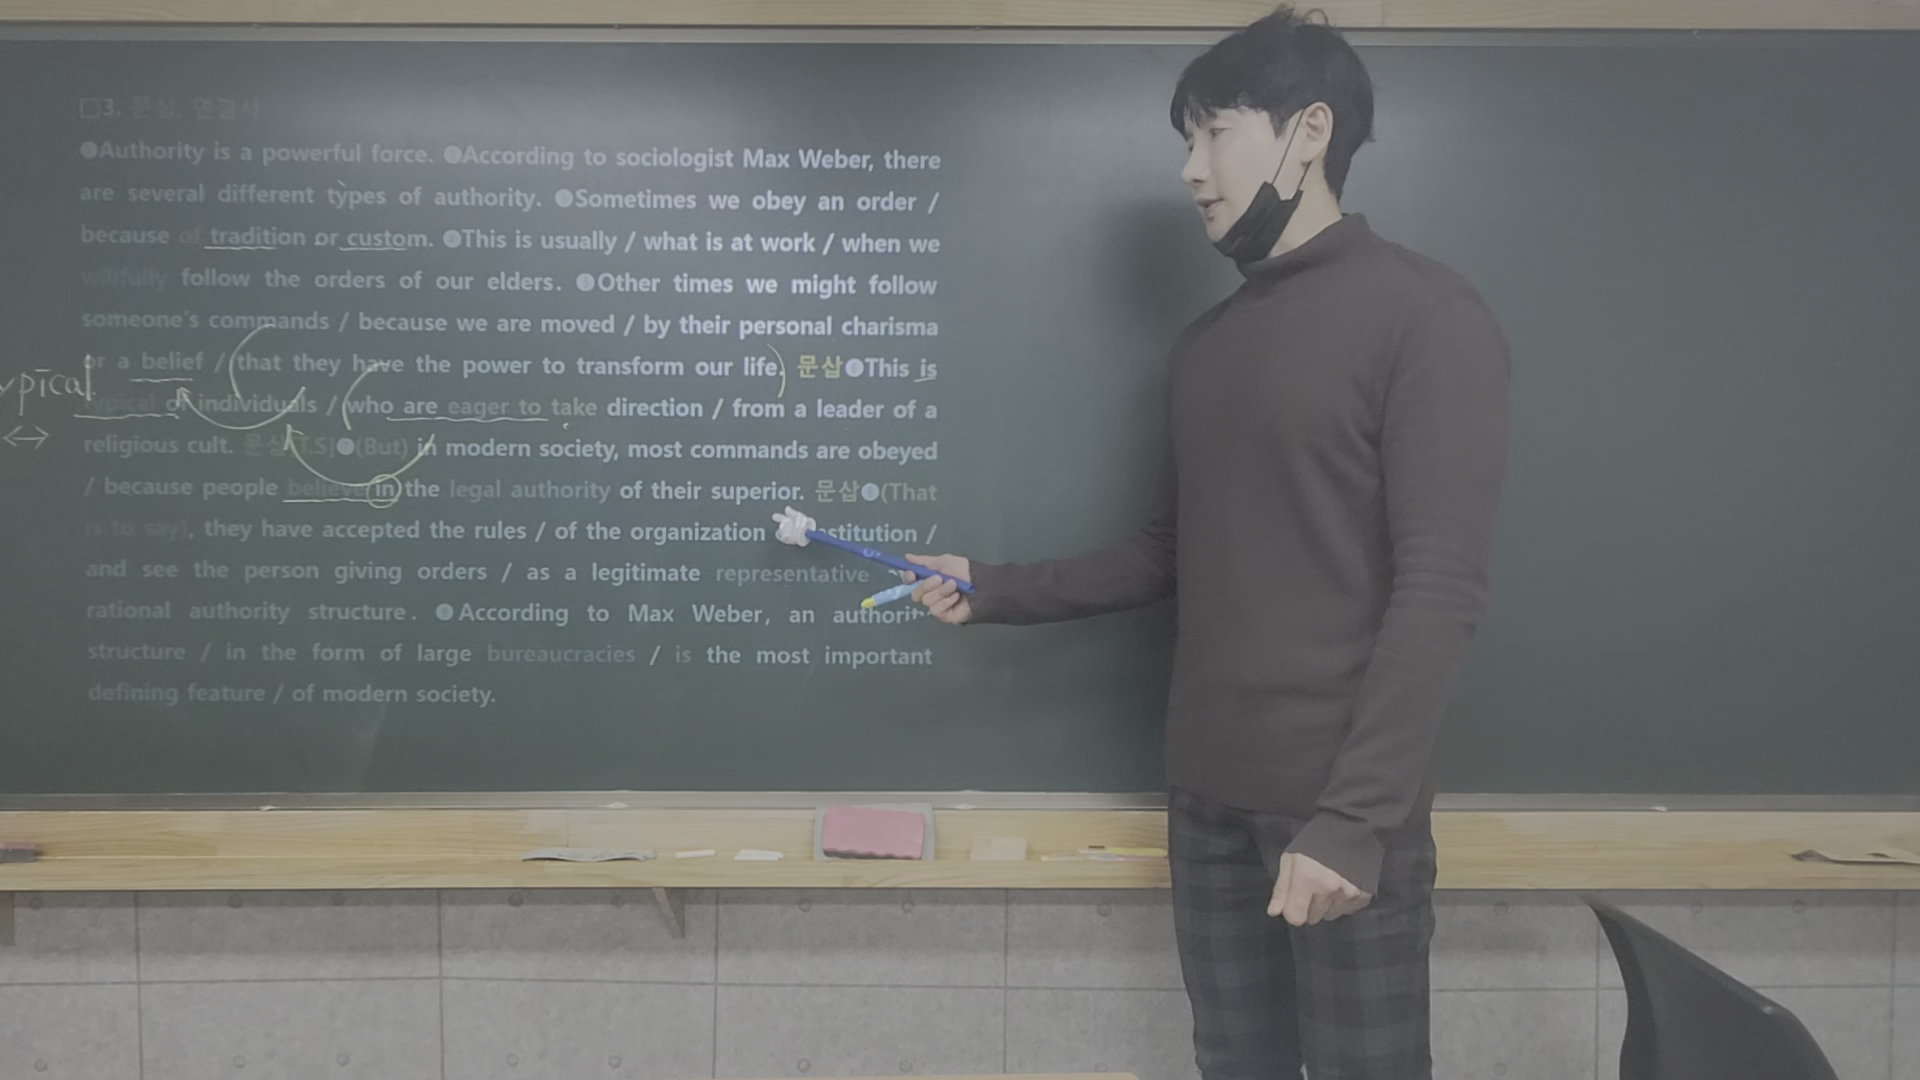 □3. 문삽, 연결사
●Authority is a powerful force. ●According to sociologist Max Weber, there
are several different types of authority. ●Sometimes we obey an order /
because of tradition or custom. ●This is usually / what is at work / when we
willfully follow the orders of our elders. ●Other times we might follow
someone's commands / because we are moved / by their personal charisma
or a belief / (that they have the power to transform our life.) 문삽●This is
typical of individuals / (who are eager to take direction / from a leader of a
religious cult. 문삽[T.S]●(But) in modern society, most commands are obeyed
/ because people believe in the legal authority of their superior. 문삽●(That
is to say), they have accepted the rules / of the organization /
and see the person giving orders / as a legitimate representative
rational authority structure. ●According to Max Weber, an
structure / in the form of large bureaucracies / is the most important
defining feature / of modern society.
ypical
↔